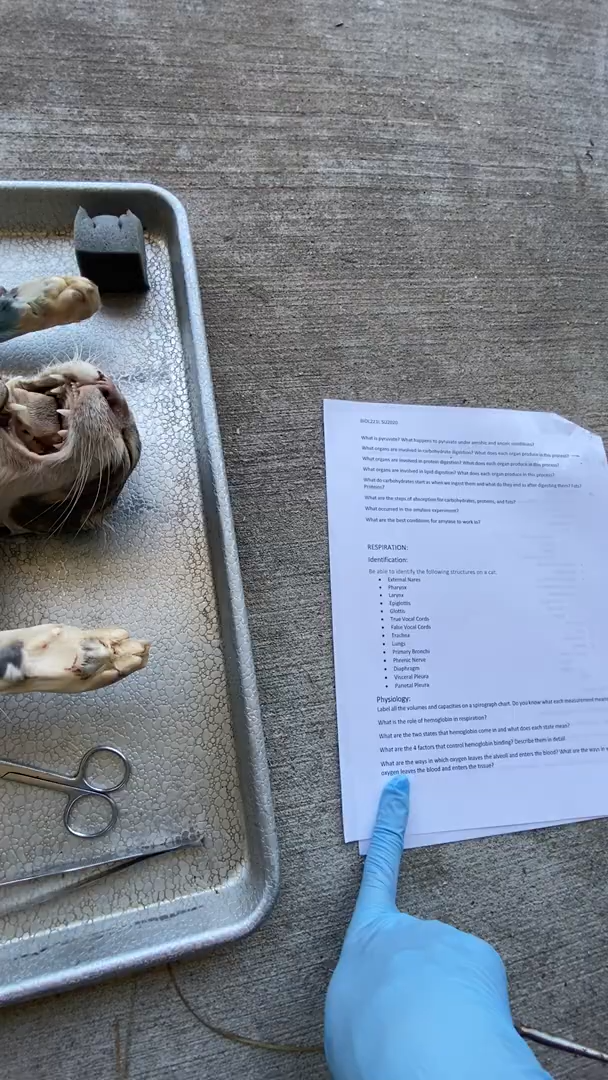 BIOL2231 SU2020
What is pyruvate? What happens to pyruvate under aerobic and anoxic conditions?
What organs are involved in carbohydrate digestion? What does each organ produce in this process?
What organs are involved in protein digestion? What does each organ produce in this process?
What organs are involved in lipid digestion? What does each organ produce in this process?
What do carbohydrates start as when we ingest them and what do they end as after digesting them? Fats?
Proteins?
What are the steps of absorption for carbohydrates, proteins, and fats?
What occurred in the amylase experiment?
What are the best conditions for amylase to work in?
RESPIRATION:
Identification:
Be able to identify the following structures on a cat.
• External Nares
• Pharynx
• Larynx
• Epiglottis
• Glottis
• True Vocal Cords
• False Vocal Cords
• Trachea
• Lungs
• Primary Bronchi
• Phrenic Nerve
• Diaphragm
• Visceral Pleura
• Parietal Pleura
Physiology:
Label all the volumes and capacities on a spirograph chart. Do you know what each measurement means
What is the role of hemoglobin in respiration?
What are the two states that hemoglobin come in and what does each state mean?
What are the 4 factors that control hemoglobin binding? Describe them in detail
What are the ways in which oxygen leaves the alveoli and enters the blood? What are the ways in
oxygen leaves the blood and enters the tissue?